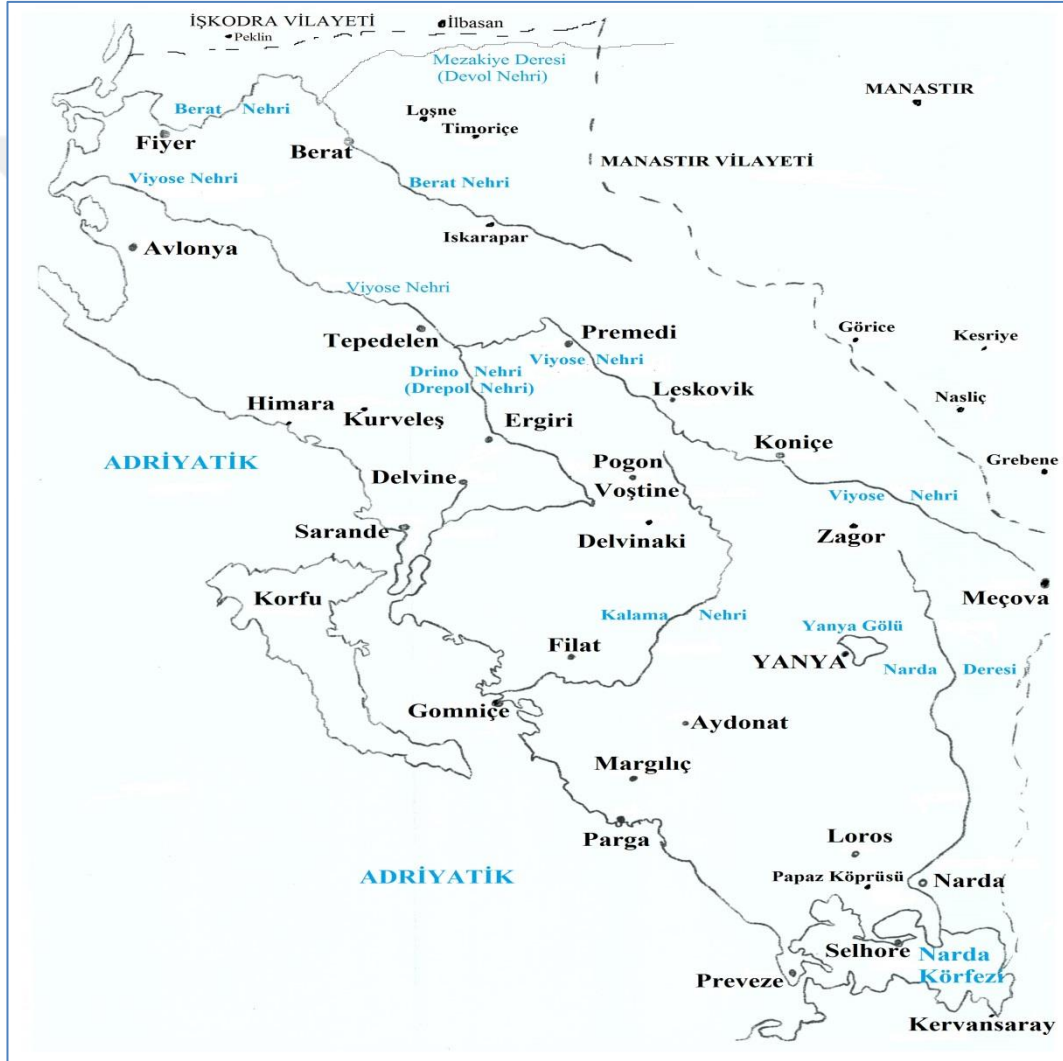 İŞKODRA VİLAYETİ
İlbasan
Peklin
Mezakiye Deresi
(Devol Nehri)
MANASTIR
Berat Nehri
Loşne
Timoriçe
Fiyer
Berat
MANASTIR VİLAYETİ
Viyose Nehri
Berat Nehri
Iskarapar
Avlonya
Viyose Nehri
Tepedelen
Premedi
Görice
Kesriye
Viyose Nehri
Drino Nehri
(Drepol Nehri)
Leskovik
Nasliç
Himara
Kurveleş
Ergiri
Koniçe
ADRİYATİK
Pogon
Grebene
Delvine
Voştine
Viyose Nehri
Sarande
Delvinaki
Zagor
Korfu
Meçova
Kalama Nehri
Yanya Gölü
Filat
YANYA
Narda Deresi
Gomniçe
Aydonat
Margılıç
Parga
Loros
ADRİYATİK
Papaz Köprüsü
Narda
Selhore
Narda
Körfezi
Preveze
Kervansaray